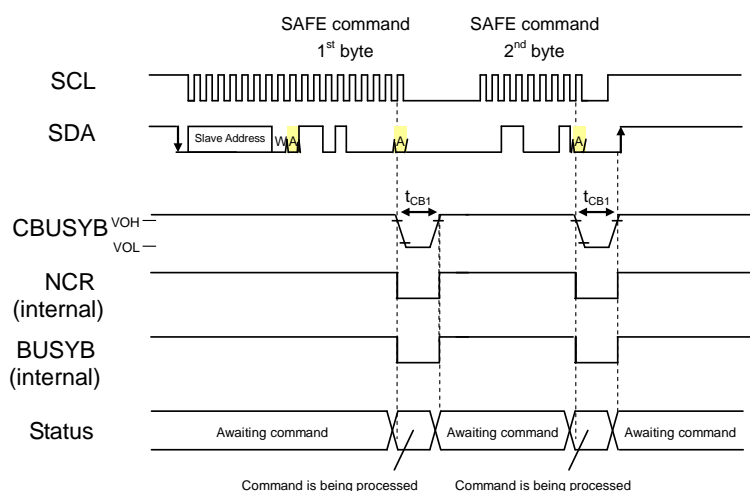 SAFE command
1st byte
SAFE command
2nd byte
SCL
SDA
Slave Address
W A
A
A
tCB1
tCB1
CBUSYB
VOH
VOL
NCR
(internal)
BUSYB
(internal)
Status
Awaiting command
Awaiting command
Awaiting command
Command is being processed
Command is being processed